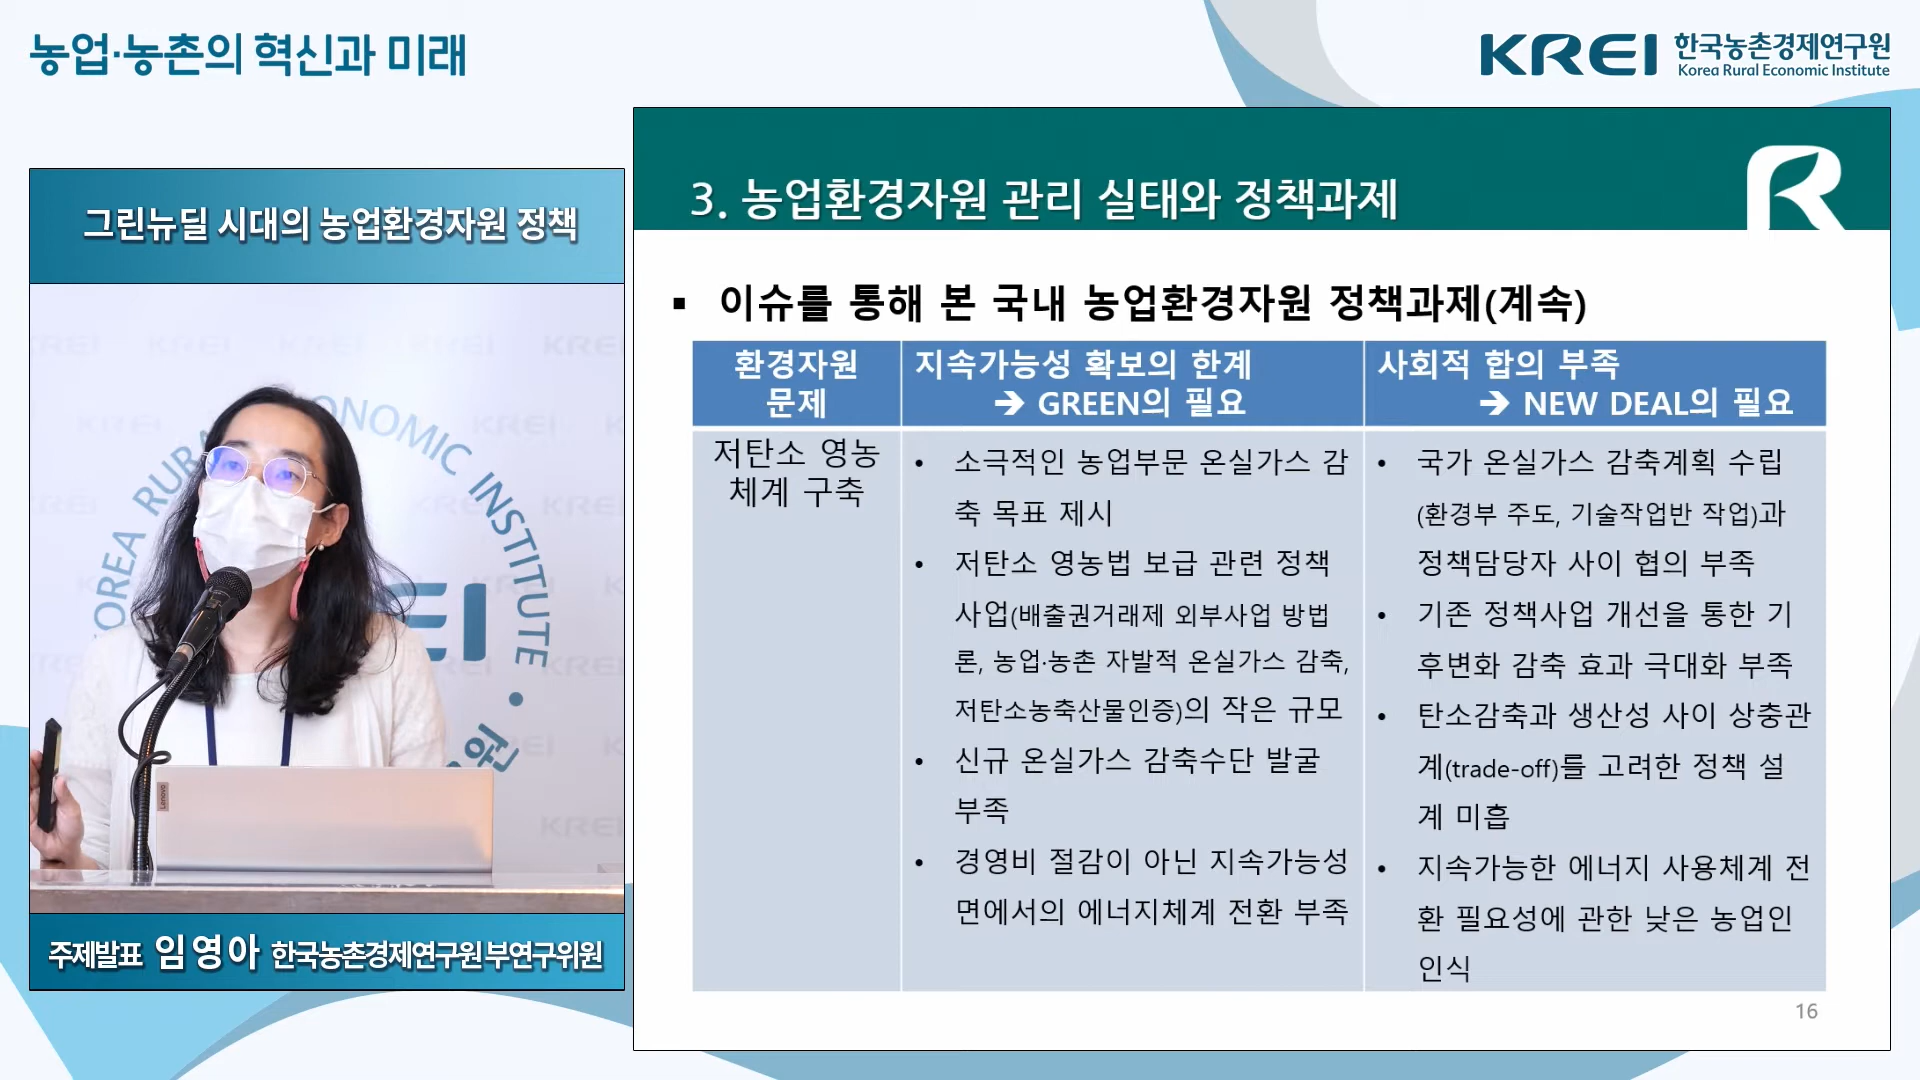 농업·농촌의 혁신과 미래
KREI 한국농촌경제연구원
Korea Rural Economic Institute
그린뉴딜 시대의 농업환경자원 정책
KOREA RURAL ECONOMIC INSTITUTE
KREI
Lenovo
주제발표 임영아 한국농촌경제연구원 부연구위원
3. 농업환경자원 관리 실태와 정책과제
▪ 이슈를 통해 본 국내 농업환경자원 정책과제(계속)
환경자원
문제
지속가능성 확보의 한계
➔ GREEN의 필요
사회적 합의 부족
➔ NEW DEAL의 필요
저탄소 영농
체계 구축
• 소극적인 농업부문 온실가스 감
축 목표 제시
• 저탄소 영농법 보급 관련 정책
사업(배출권거래제 외부사업 방법
론, 농업·농촌 자발적 온실가스 감축,
저탄소농축산물인증)의 작은 규모
• 신규 온실가스 감축수단 발굴
부족
• 경영비 절감이 아닌 지속가능성
면에서의 에너지체계 전환 부족
• 국가 온실가스 감축계획 수립
(환경부 주도, 기술작업반 작업)과
정책담당자 사이 협의 부족
• 기존 정책사업 개선을 통한 기
후변화 감축 효과 극대화 부족
• 탄소감축과 생산성 사이 상충관
계(trade-off)를 고려한 정책 설
계 미흡
• 지속가능한 에너지 사용체계 전
환 필요성에 관한 낮은 농업인
인식
16